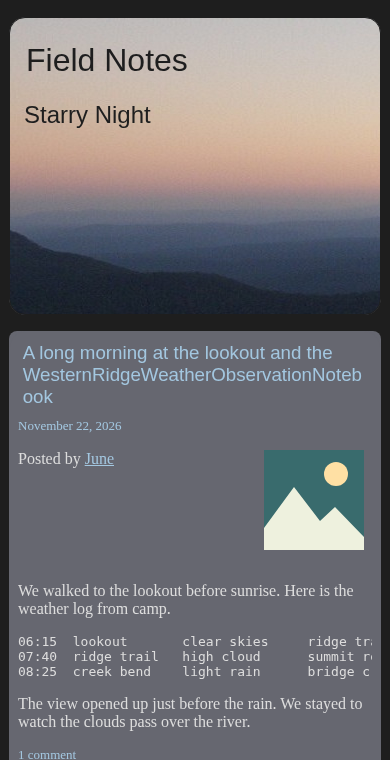 Field Notes
Starry Night
A long morning at the lookout and the
WesternRidgeWeatherObservationNoteb
ook
November 22, 2026
Posted by June
We walked to the lookout before sunrise. Here is the
weather log from camp.
06:15  lookout       clear skies     ridge
07:40  ridge trail   high cloud      summit
08:25  creek bend    light rain      bridge
The view opened up just before the rain. We stayed to
watch the clouds pass over the river.
1 comment